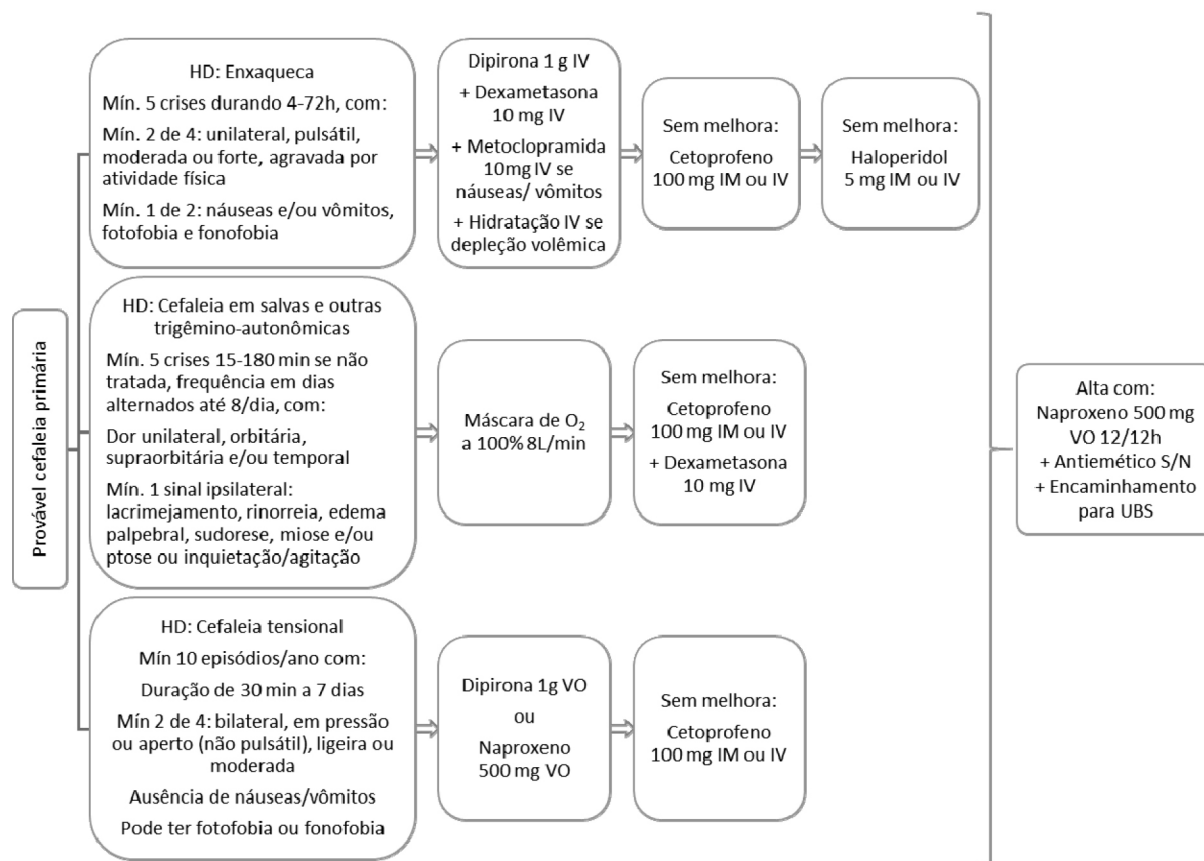 Provável cefaleia primária
HD: Enxaqueca
Mín. 5 crises durando 4-72h, com:
Mín. 2 de 4: unilateral, pulsátil,
moderada ou forte, agravada por
atividade física
Mín. 1 de 2: náuseas e/ou vômitos,
fotofobia e fonofobia
Dipirona 1 g IV
+ Dexametasona
10 mg IV
+ Metoclopramida
10mg IV se
náuseas/ vômitos
+ Hidratação IV se
depleção volêmica
Sem melhora:
Cetoprofeno
100 mg IM ou IV
Sem melhora:
Haloperidol
5 mg IM ou IV
HD: Cefaleia em salvas e outras
trigêmino-autonômicas
Mín. 5 crises 15-180 min se não
tratada, frequência em dias
alternados até 8/dia, com:
Dor unilateral, orbitária,
supraorbitária e/ou temporal
Mín. 1 sinal ipsilateral:
lacrimejamento, rinorreia, edema
palpebral, sudorese, miose e/ou
ptose ou inquietação/agitação
Máscara de O₂
a 100% 8L/min
Sem melhora:
Cetoprofeno
100 mg IM ou IV
+ Dexametasona
10 mg IV
HD: Cefaleia tensional
Mín 10 episódios/ano com:
Duração de 30 min a 7 dias
Mín 2 de 4: bilateral, em pressão
ou aperto (não pulsátil), ligeira ou
moderada
Ausência de náuseas/vômitos
Pode ter fotofobia ou fonofobia
Dipirona 1g VO
ou
Naproxeno
500 mg VO
Sem melhora:
Cetoprofeno
100 mg IM ou IV
Alta com:
Naproxeno 500 mg
VO 12/12h
+ Antiemético S/N
+ Encaminhamento
para UBS